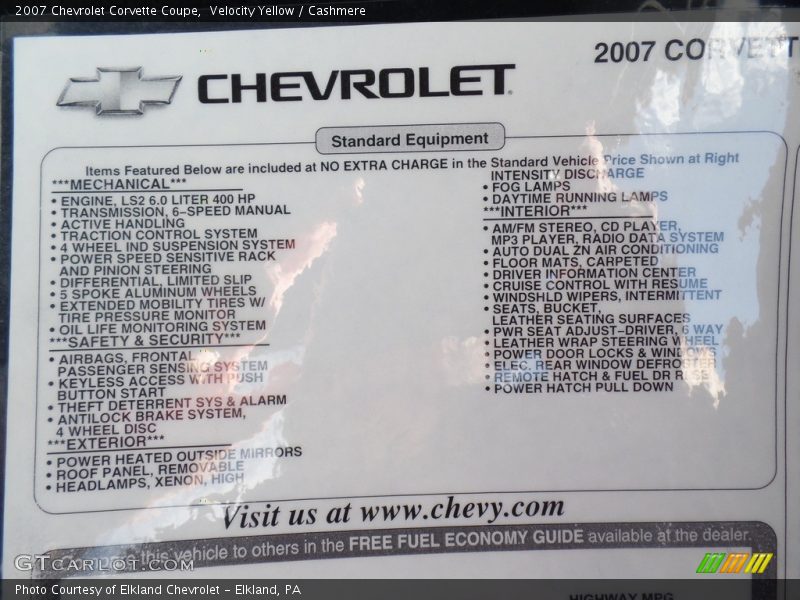 2007 Chevrolet Corvette Coupe, Velocity Yellow / Cashmere
2007 CORVETT
CHEVROLET
Standard Equipment
Items Featured Below are included at NO EXTRA CHARGE in the Standard Vehicle Price Shown at Right
***MECHANICAL***
• ENGINE, LS2 6.0 LITER 400 HP
• TRANSMISSION, 6-SPEED MANUAL
• ACTIVE HANDLING
• TRACTION CONTROL SYSTEM
• 4 WHEEL IND SUSPENSION SYSTEM
• POWER SPEED SENSITIVE RACK
AND PINION STEERING
• DIFFERENTIAL, LIMITED SLIP
• 5 SPOKE ALUMINUM WHEELS
• EXTENDED MOBILITY TIRES W/
TIRE PRESSURE MONITOR
• OIL LIFE MONITORING SYSTEM
***SAFETY & SECURITY***
• AIRBAGS, FRONTAL
PASSENGER SENSING SYSTEM
• KEYLESS ACCESS WITH PUSH
BUTTON START
• THEFT DETERRENT SYS & ALARM
• ANTILOCK BRAKE SYSTEM,
4 WHEEL DISC
***EXTERIOR***
• POWER HEATED OUTSIDE MIRRORS
• ROOF PANEL, REMOVABLE
• HEADLAMPS, XENON, HIGH
INTENSITY DISCHARGE
• FOG LAMPS
• DAYTIME RUNNING LAMPS
***INTERIOR***
• AM/FM STEREO, CD PLAYER,
MP3 PLAYER, RADIO DATA SYSTEM
• AUTO DUAL ZN AIR CONDITIONING
• FLOOR MATS, CARPETED
• DRIVER INFORMATION CENTER
• CRUISE CONTROL WITH RESUME
• WINDSHLD WIPERS, INTERMITTENT
• SEATS, BUCKET,
LEATHER SEATING SURFACES
• PWR SEAT ADJUST-DRIVER, 6 WAY
• LEATHER WRAP STEERING WHEEL
• POWER DOOR LOCKS & WINDOWS
• ELEC. REAR WINDOW DEFROSTER
• REMOTE HATCH & FUEL DR
• POWER HATCH PULL DOWN
Visit us at www.chevy.com
this vehicle to others in the FREE FUEL ECONOMY GUIDE available at the dealer.
GTCarLot.com
HIGHWAY MPG
Photo Courtesy of Elkland Chevrolet - Elkland, PA